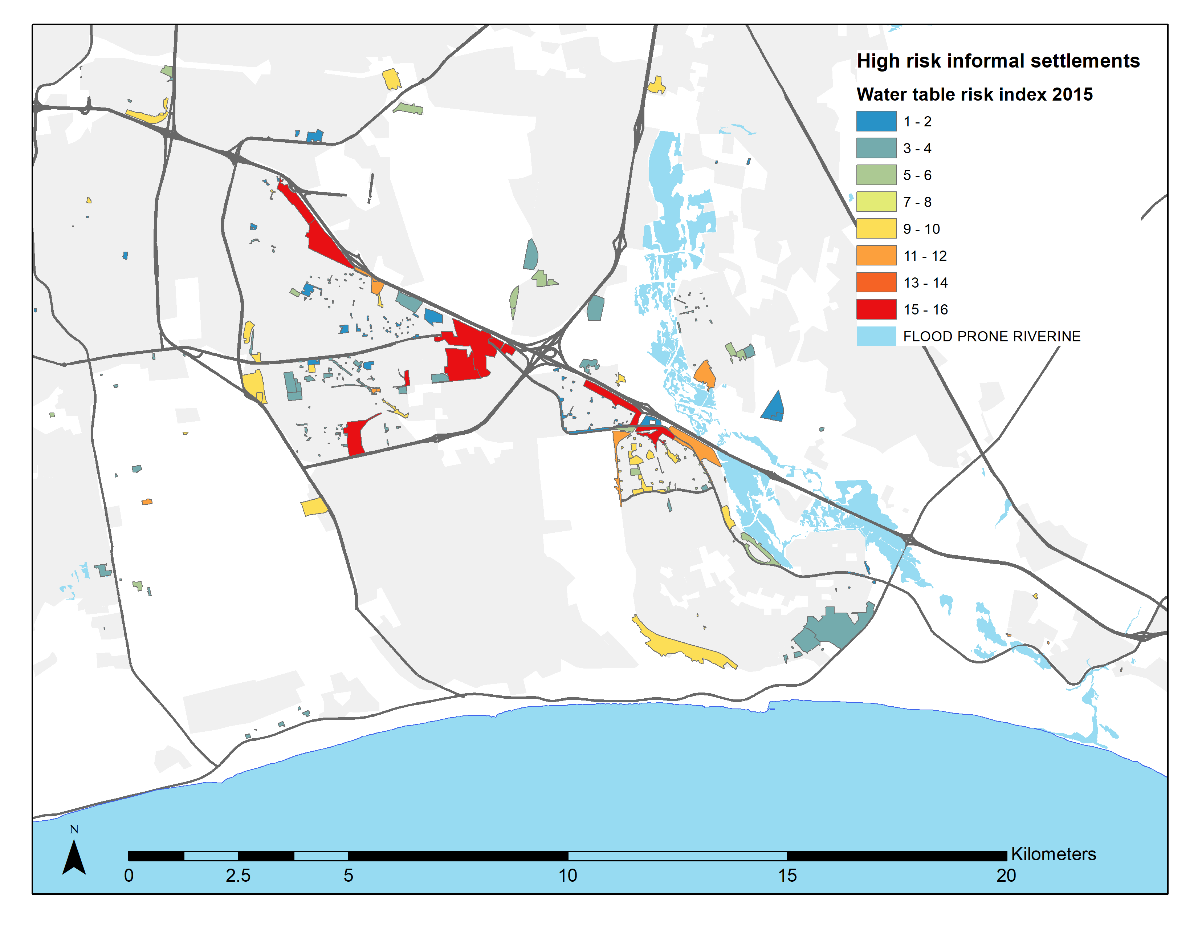 High risk informal settlements
Water table risk index 2015
1 - 2
3 - 4
5 - 6
7 - 8
9 - 10
11 - 12
13 - 14
15 - 16
FLOOD PRONE RIVERINE
N
Kilometers
0 2.5 5 10 15 20